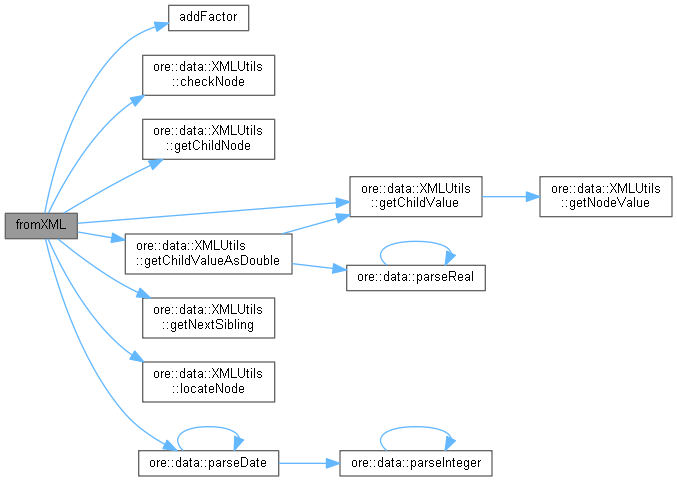 addFactor
ore::data::XMLUtils
::checkNode
ore::data::XMLUtils
::getChildNode
ore::data::XMLUtils
::getChildValue
ore::data::XMLUtils
::getNodeValue
fromXML
ore::data::XMLUtils
::getChildValueAsDouble
ore::data::parseReal
ore::data::XMLUtils
::getNextSibling
ore::data::XMLUtils
::locateNode
ore::data::parseDate
ore::data::parseInteger